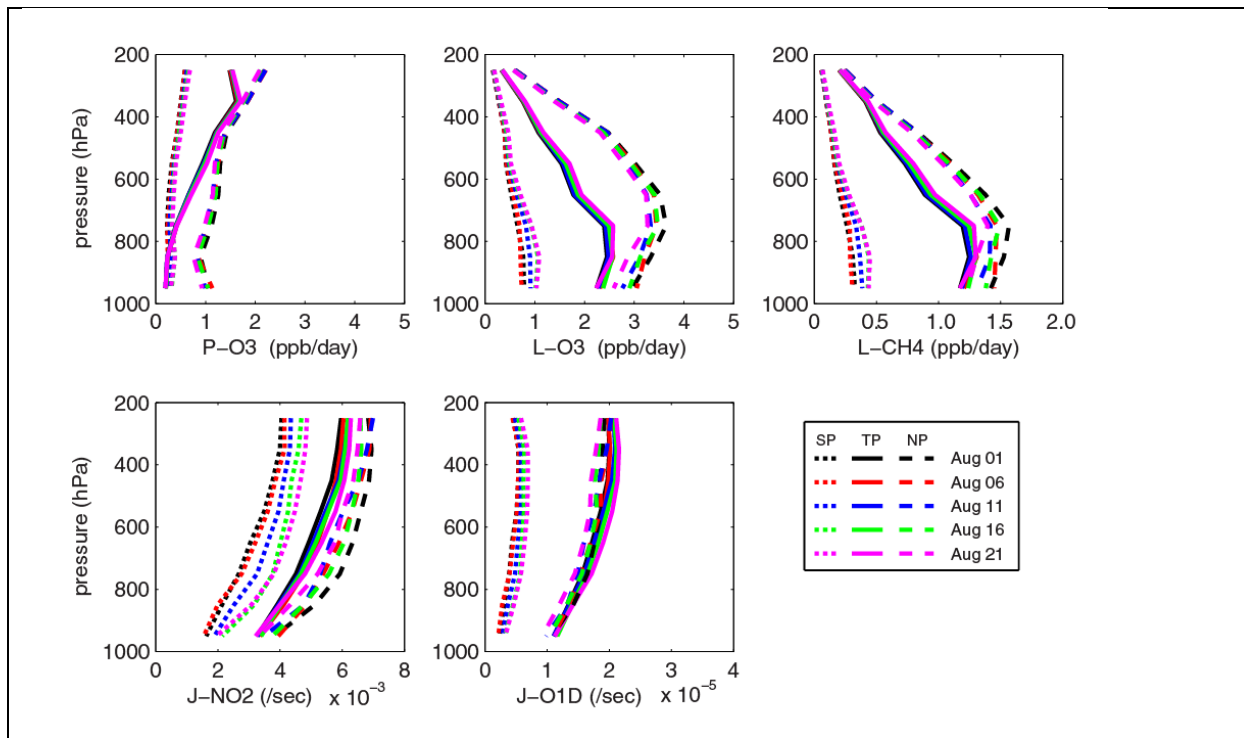 200
400
600
800
1000
pressure (hPa)
0 1 2 3 4 5
P−O3 (ppb/day)
200
400
600
800
1000
0 1 2 3 4 5
L−O3 (ppb/day)
200
400
600
800
1000
0 0.5 1.0 1.5 2.0
L−CH4 (ppb/day)
200
400
600
800
1000
pressure (hPa)
0 2 4 6 8
J−NO2 (/sec) x 10⁻³
200
400
600
800
1000
0 1 2 3 4
J−O1D (/sec) x 10⁻⁵
SP TP NP
Aug 01
Aug 06
Aug 11
Aug 16
Aug 21